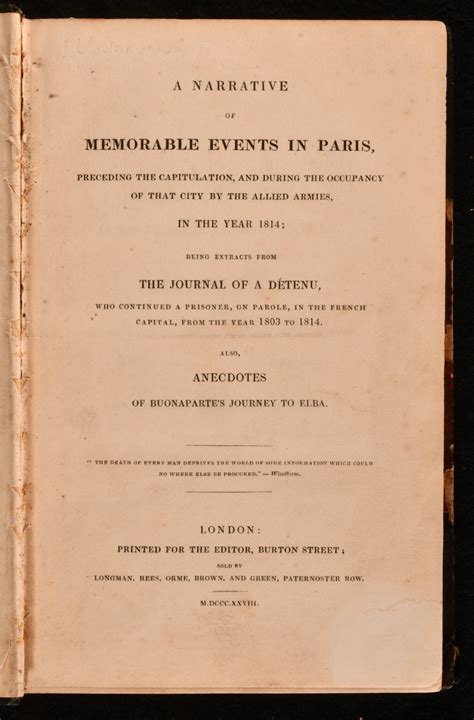 A NARRATIVE
OF
MEMORABLE EVENTS IN PARIS,
PRECEDING THE CAPITULATION, AND DURING THE OCCUPANCY
OF THAT CITY BY THE ALLIED ARMIES,
IN THE YEAR 1814;
BEING EXTRACTS FROM
THE JOURNAL OF A DÉTENU,
WHO CONTINUED A PRISONER, ON PAROLE, IN THE FRENCH
CAPITAL, FROM THE YEAR 1803 TO 1814.
ALSO,
ANECDOTES
OF BUONAPARTE'S JOURNEY TO ELBA.
"THE DEATH OF EVERY MAN DEPRIVES THE WORLD OF SOME INFORMATION WHICH COULD
NO WHERE ELSE BE PROCURED." — Windham.
LONDON:
PRINTED FOR THE EDITOR, BURTON STREET;
SOLD BY
LONGMAN, REES, ORME, BROWN, AND GREEN, PATERNOSTER ROW.
M.DCCC.XXVIII.